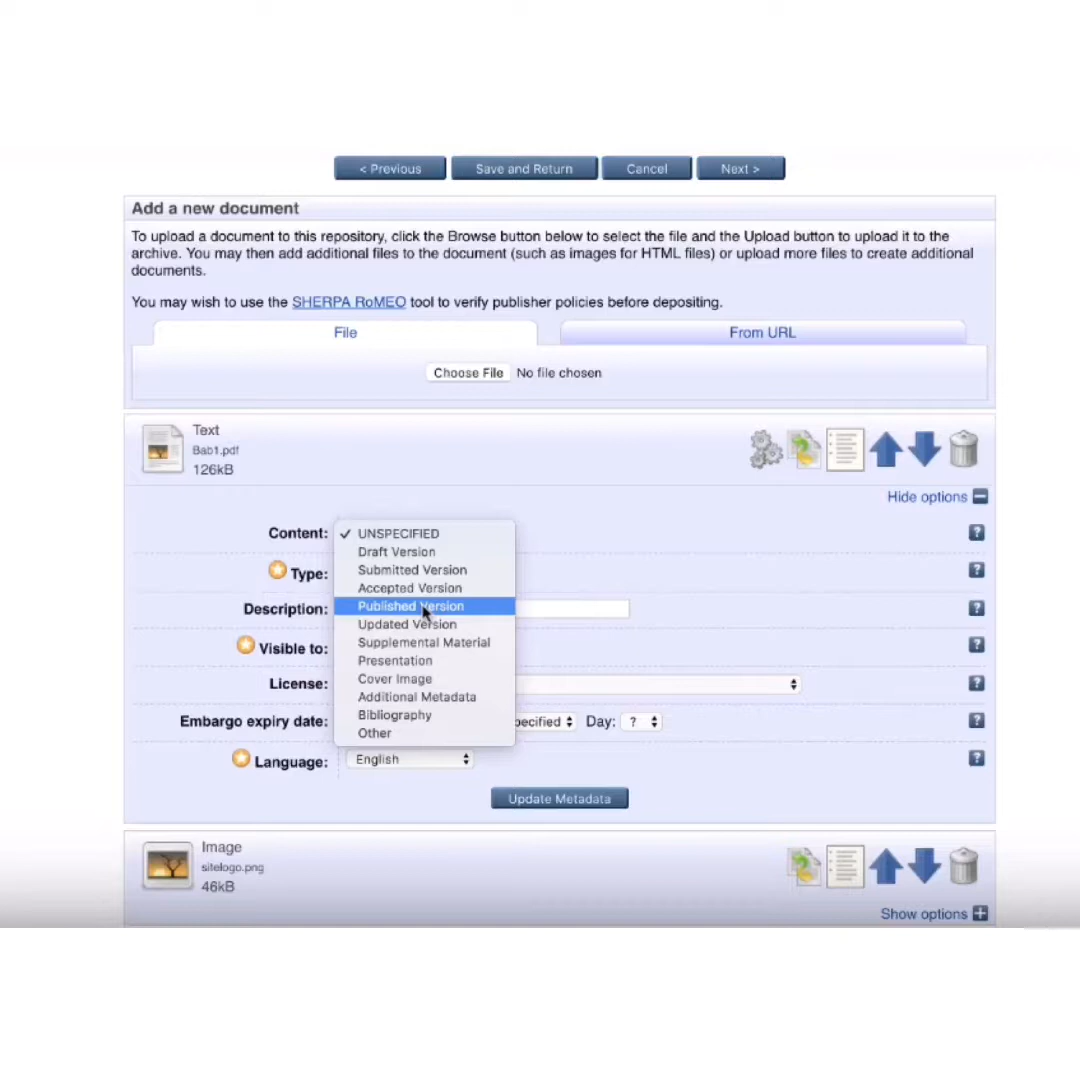 < Previous
Save and Return
Cancel
Next >
Add a new document
To upload a document to this repository, click the Browse button below to select the file and the Upload button to upload it to the
archive. You may then add additional files to the document (such as images for HTML files) or upload more files to create additional
documents.
You may wish to use the SHERPA RoMEO tool to verify publisher policies before depositing.
File
From URL
Choose File No file chosen
Text
Bab1.pdf
126kB
Hide options
Content:
✓ UNSPECIFIED
Draft Version
Submitted Version
Accepted Version
Published Version
Updated Version
Supplemental Material
Presentation
Cover Image
Additional Metadata
Bibliography
Other
Type:
Description:
Visible to:
License:
Embargo expiry date:
pecified Day: ?
Language: English
Update Metadata
Image
sitelogo.png
46kB
Show options